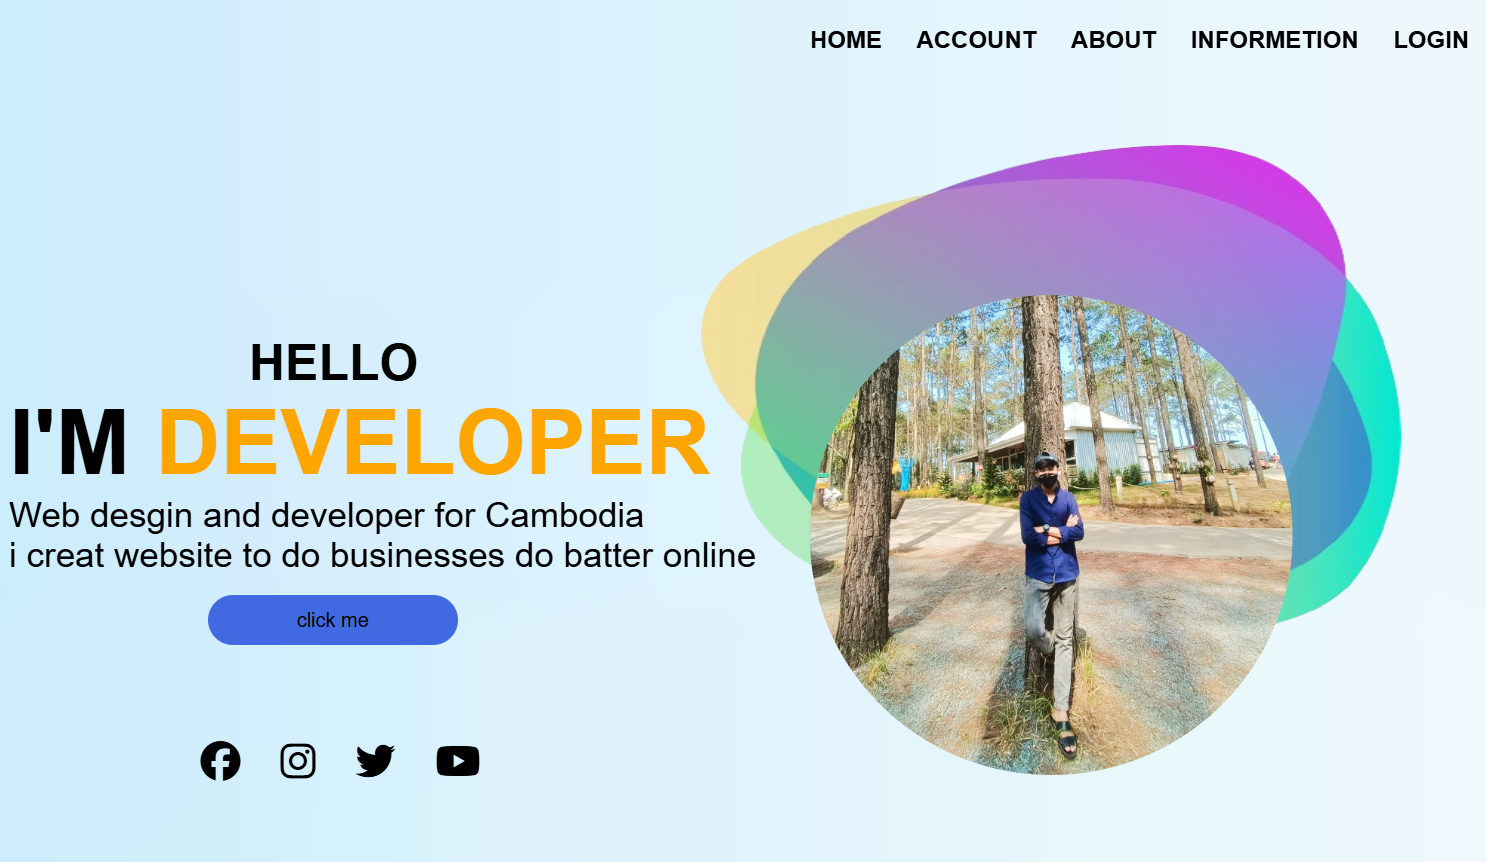 HOME ACCOUNT ABOUT INFORMETION LOGIN
HELLO
I'M DEVELOPER
Web desgin and developer for Cambodia
i creat website to do businesses do batter online
click me